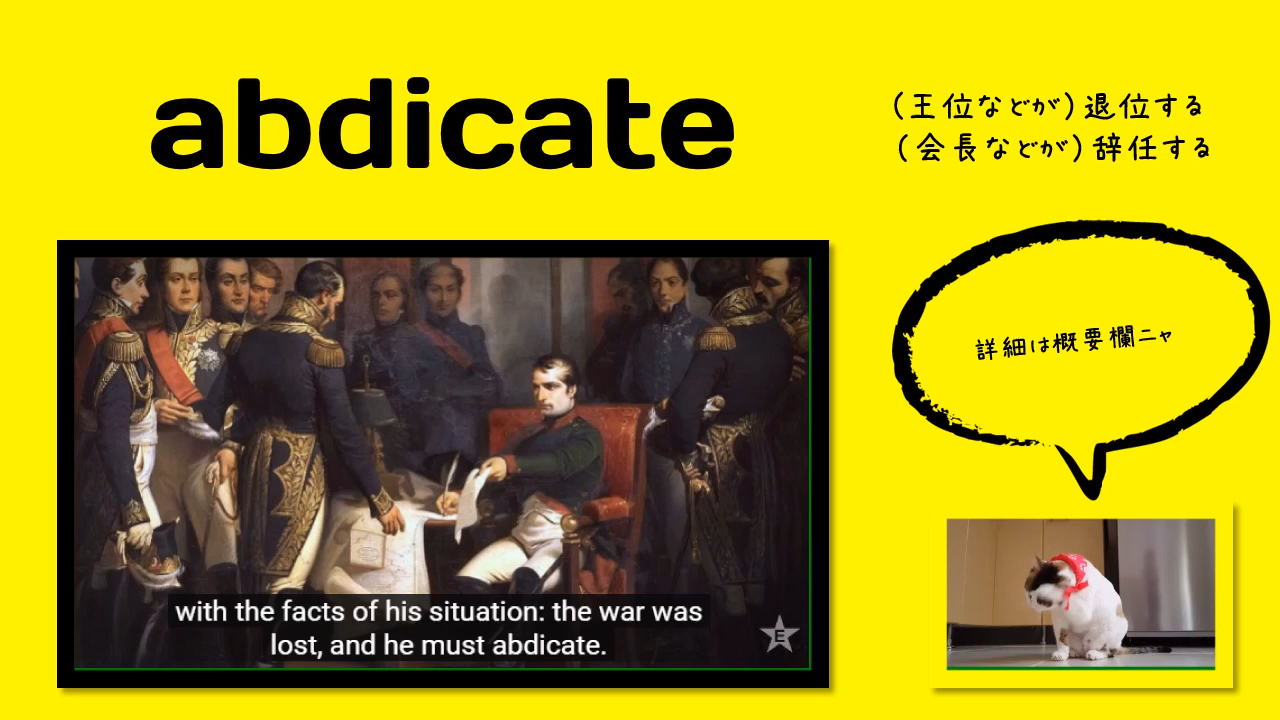 abdicate
(王位などが)退位する
(会長などが)辞任する
詳細は概要欄ニャ
with the facts of his situation: the war was
lost, and he must abdicate.
E